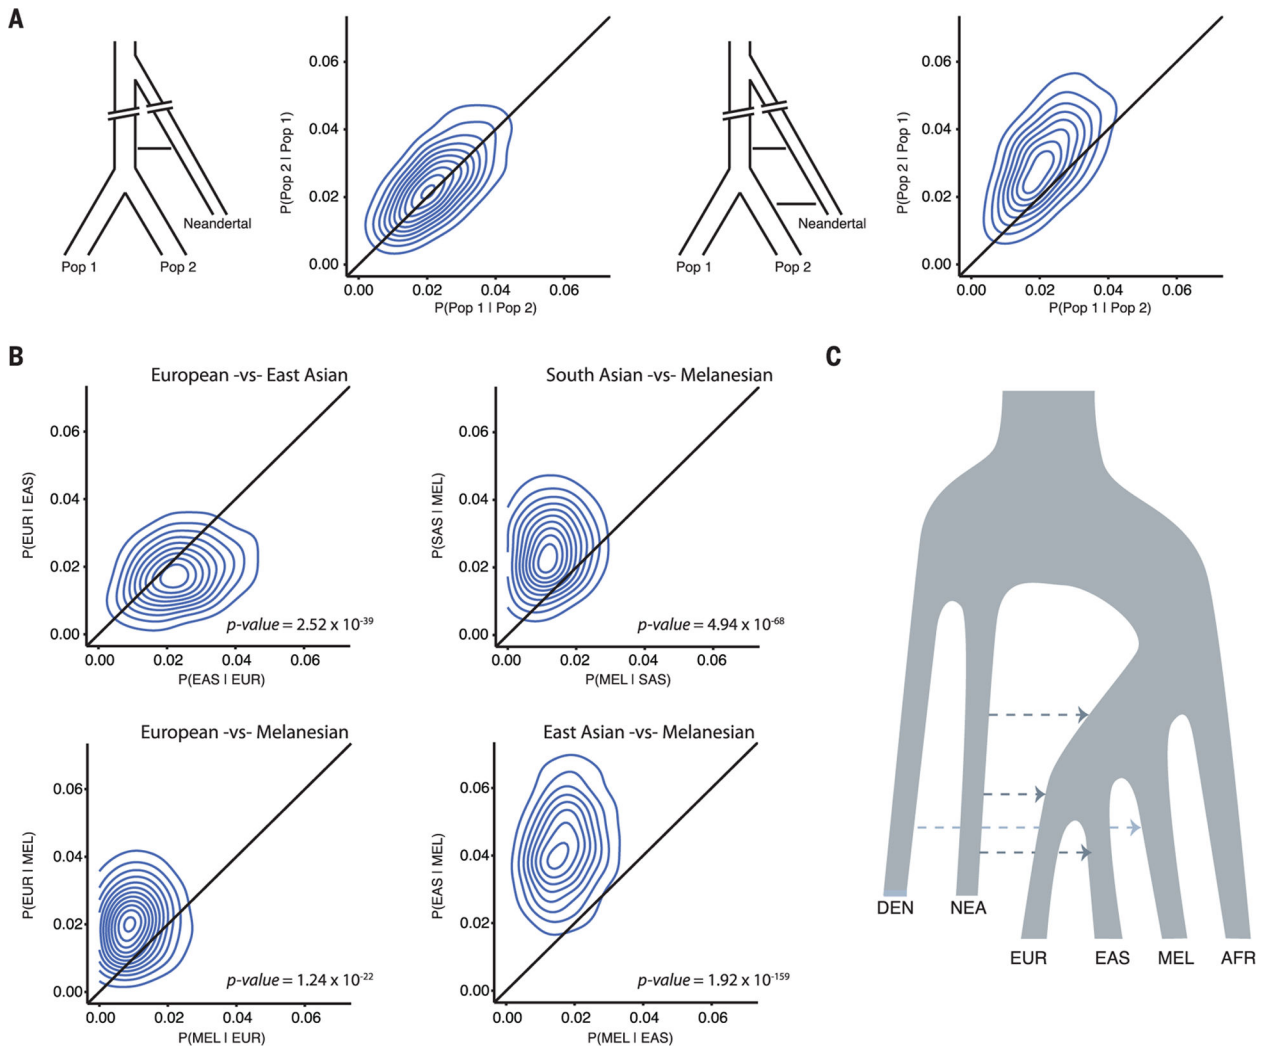 A
0.06
0.04
0.02
0.00
P(Pop 2 | Pop 1)
0.00 0.02 0.04 0.06
P(Pop 1 | Pop 2)
Neandertal
Pop 1 Pop 2
0.06
0.04
0.02
0.00
P(Pop 2 | Pop 1)
0.00 0.02 0.04 0.06
P(Pop 1 | Pop 2)
Neandertal
Pop 1 Pop 2
B
European -vs- East Asian
0.06
0.04
0.02
0.00
P(EUR | EAS)
p-value = 2.52 x 10⁻³⁹
0.00 0.02 0.04 0.06
P(EAS | EUR)
South Asian -vs- Melanesian
0.06
0.04
0.02
0.00
P(SAS | MEL)
p-value = 4.94 x 10⁻⁶⁸
0.00 0.02 0.04 0.06
P(MEL | SAS)
European -vs- Melanesian
0.06
0.04
0.02
0.00
P(EUR | MEL)
p-value = 1.24 x 10⁻²²
0.00 0.02 0.04 0.06
P(MEL | EUR)
East Asian -vs- Melanesian
0.06
0.04
0.02
0.00
P(EAS | MEL)
p-value = 1.92 x 10⁻¹⁵⁹
0.00 0.02 0.04 0.06
P(MEL | EAS)
C
DEN NEA
EUR EAS MEL AFR